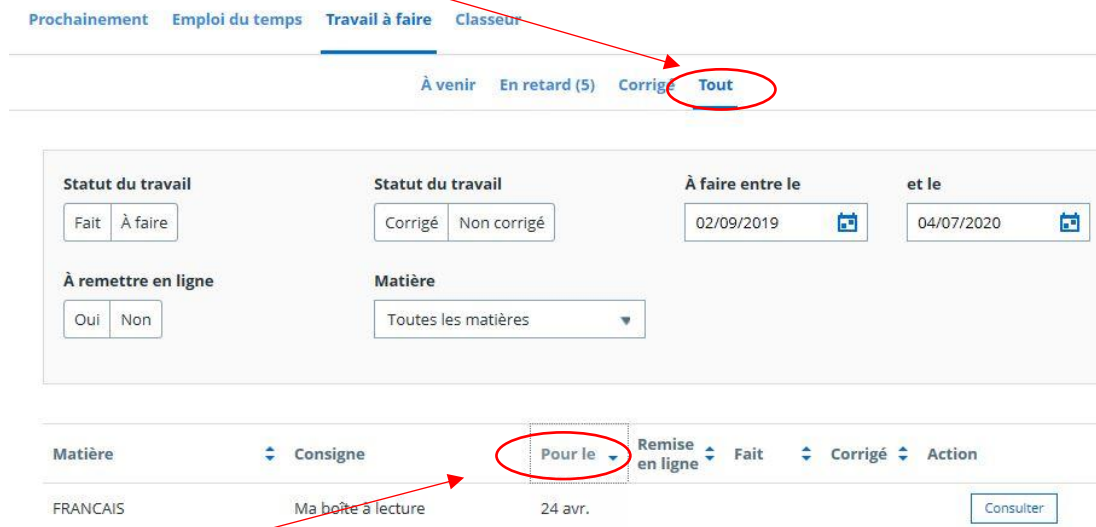 Prochainement Emploi du temps Travail à faire Classeur
À venir En retard (5) Corrigé Tout
Statut du travail Statut du travail À faire entre le et le
Fait À faire Corrigé Non corrigé 02/09/2019 04/07/2020
À remettre en ligne Matière
Oui Non Toutes les matières
Matière Consigne Pour le Remise en ligne Fait Corrigé Action
FRANCAIS Ma boîte à lecture 24 avr. Consulter